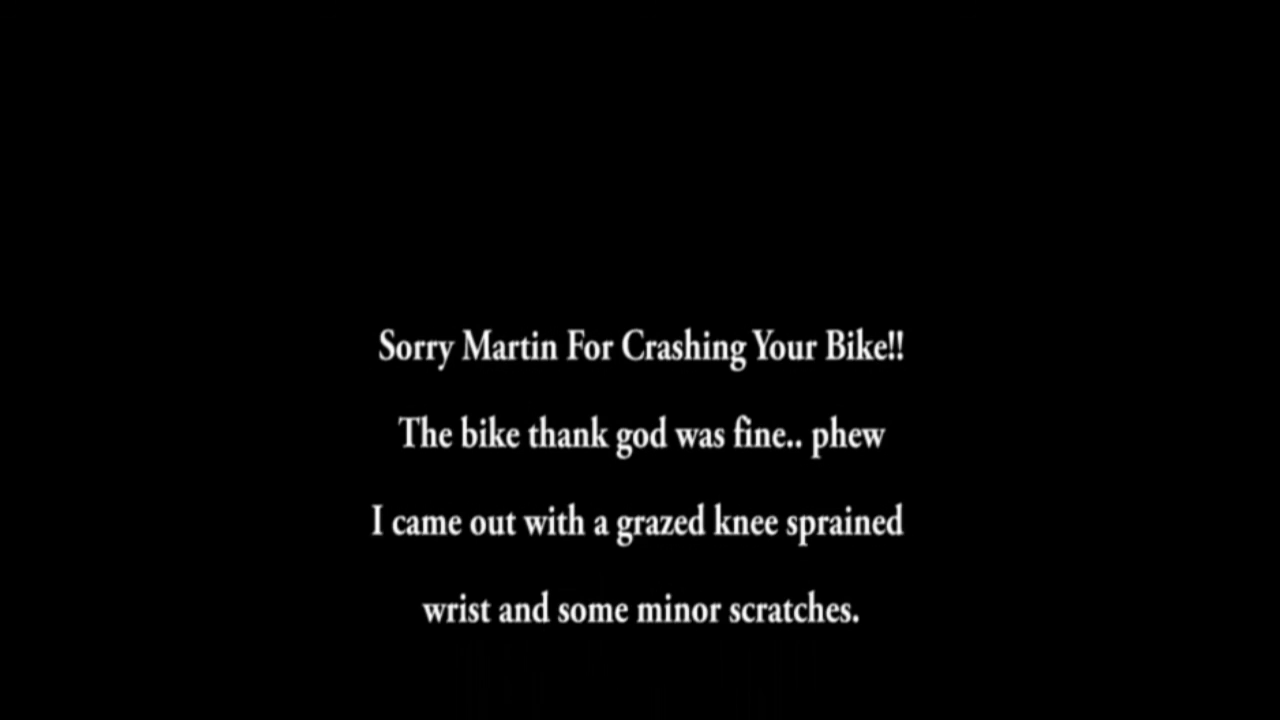 Sorry Martin For Crashing Your Bike!!
The bike thank god was fine.. phew
I came out with a grazed knee sprained
wrist and some minor scratches.